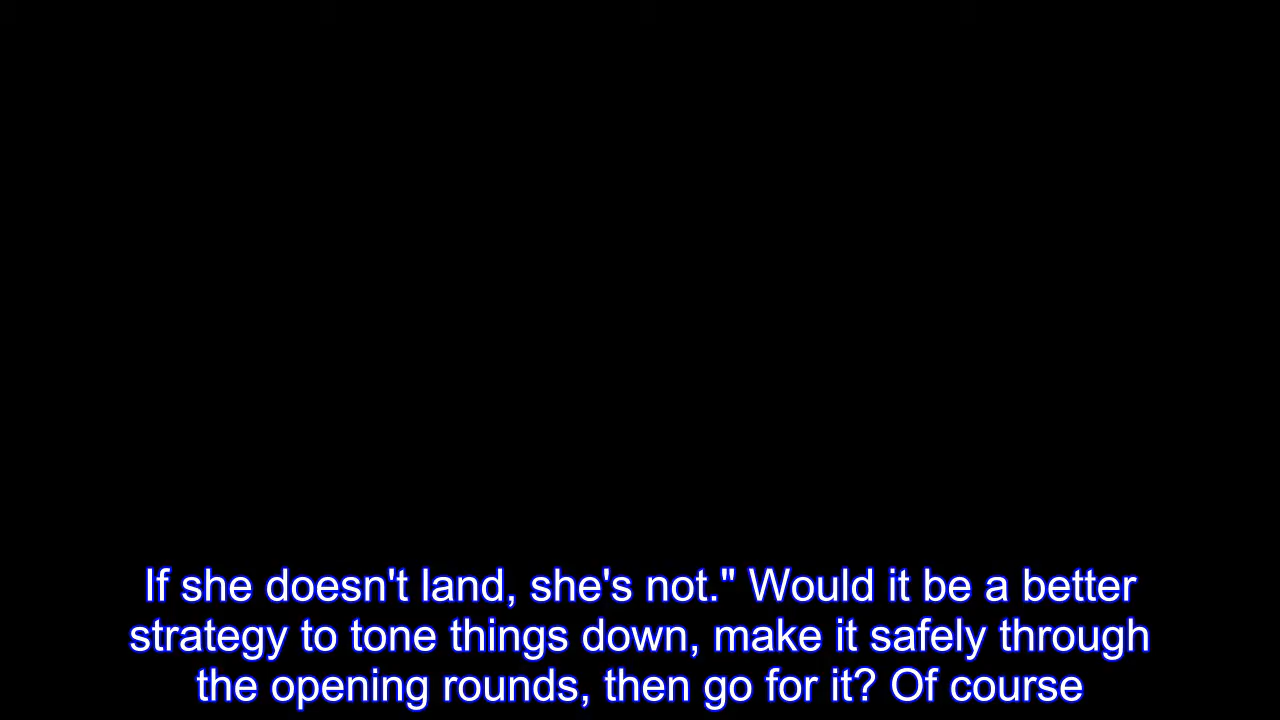 If she doesn't land, she's not." Would it be a better
strategy to tone things down, make it safely through
the opening rounds, then go for it? Of course